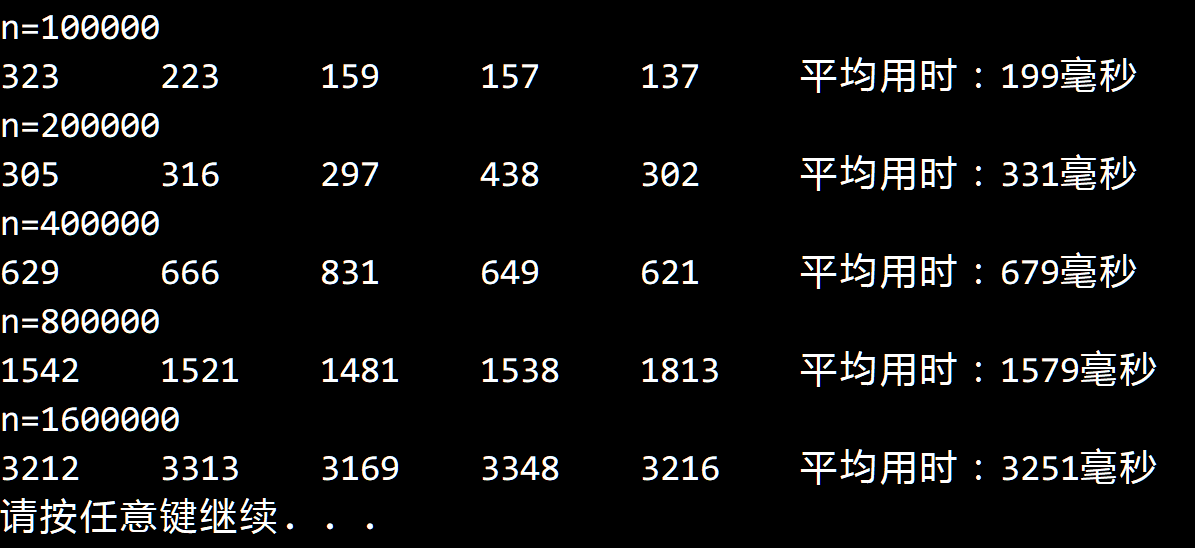 n=100000
323 223 159 157 137 平均用时：199毫秒
n=200000
305 316 297 438 302 平均用时：331毫秒
n=400000
629 666 831 649 621 平均用时：679毫秒
n=800000
1542 1521 1481 1538 1813 平均用时：1579毫秒
n=1600000
3212 3313 3169 3348 3216 平均用时：3251毫秒
请按任意键继续. . .